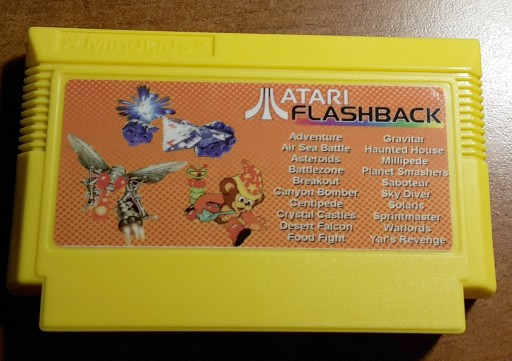 Mindkids
ATARI
FLASHBACK
Adventure
Air Sea Battle
Asteroids
Battlezone
Breakout
Canyon Bomber
Centipede
Crystal Castles
Desert Falcon
Food Fight
Gravitar
Haunted House
Millipede
Planet Smashers
Saboteur
Sky Diver
Solaris
Sprintmaster
Warlords
Yar's Revenge